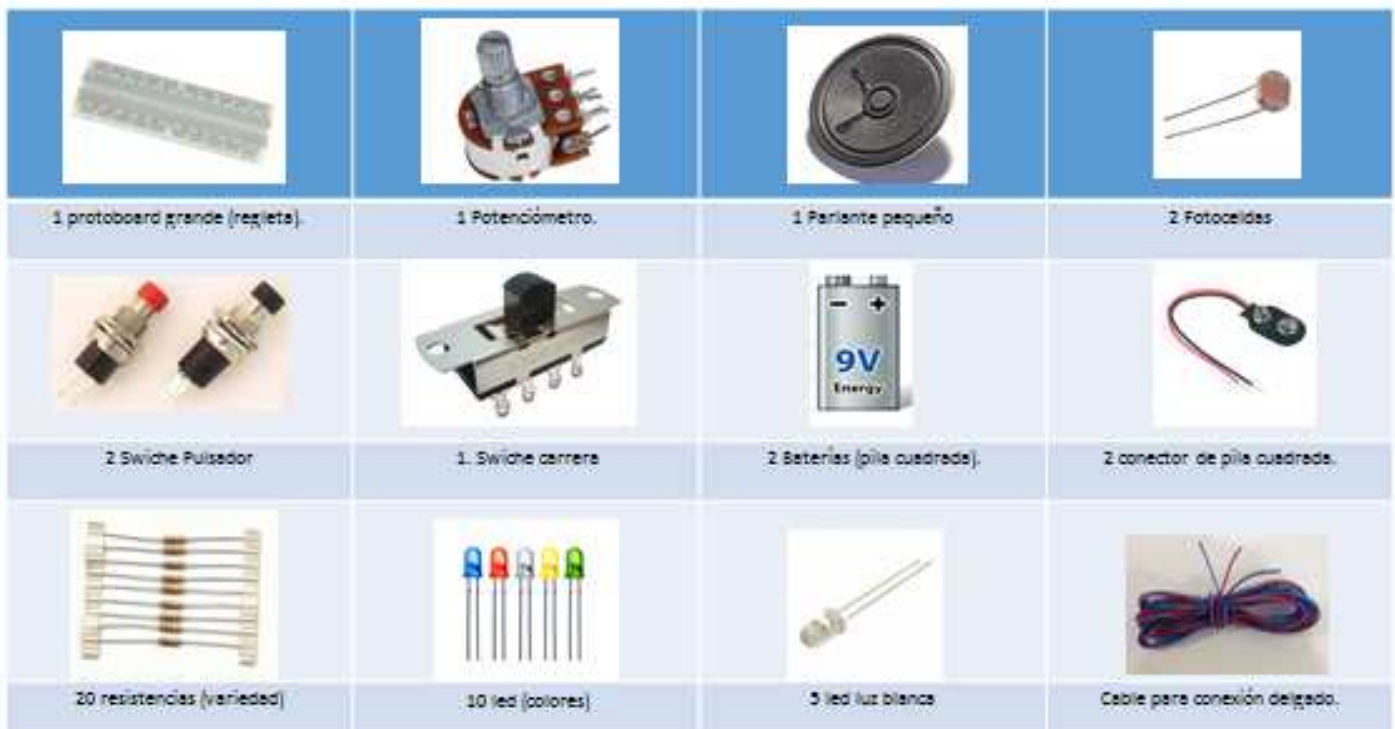 1 protoboard grande (regleta).
1 Potenciómetro.
1 Parlante pequeño
2 Fotoceldas
- +
9V
Energy
2 Swiche Pulsador
1. Swiche carrera
2 Baterías (pila cuadrada).
2 conector de pila cuadrada.
20 resistencias (variedad)
10 led (colores)
led luz blanca
Cable para conexión delgado.